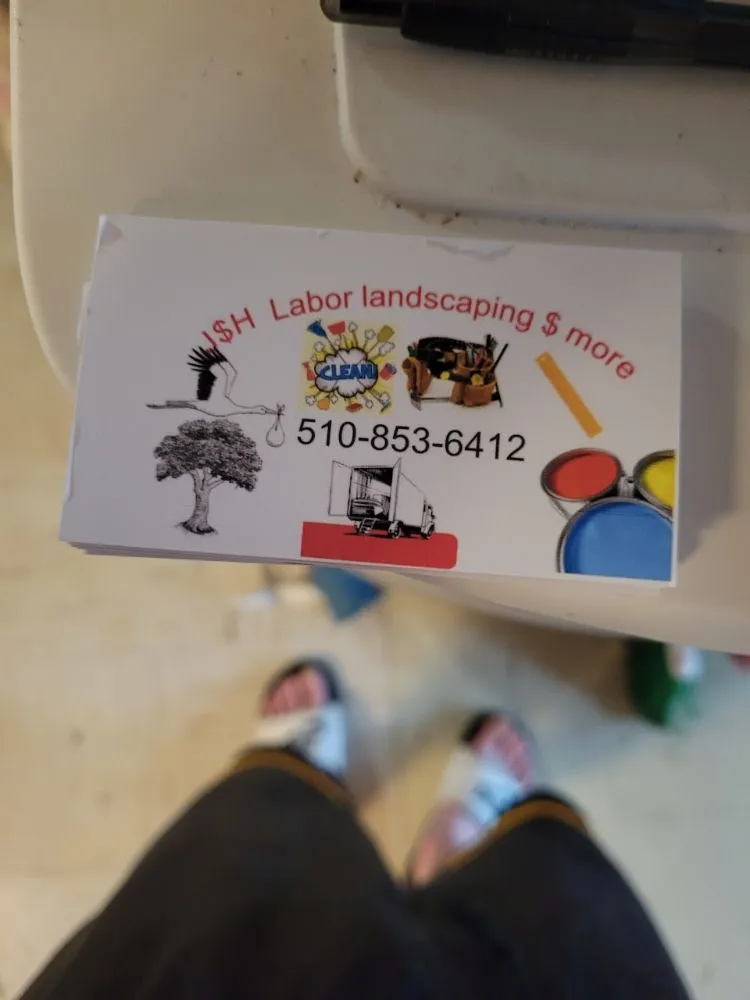 J$H Labor landscaping $ more
CLEAN
510-853-6412